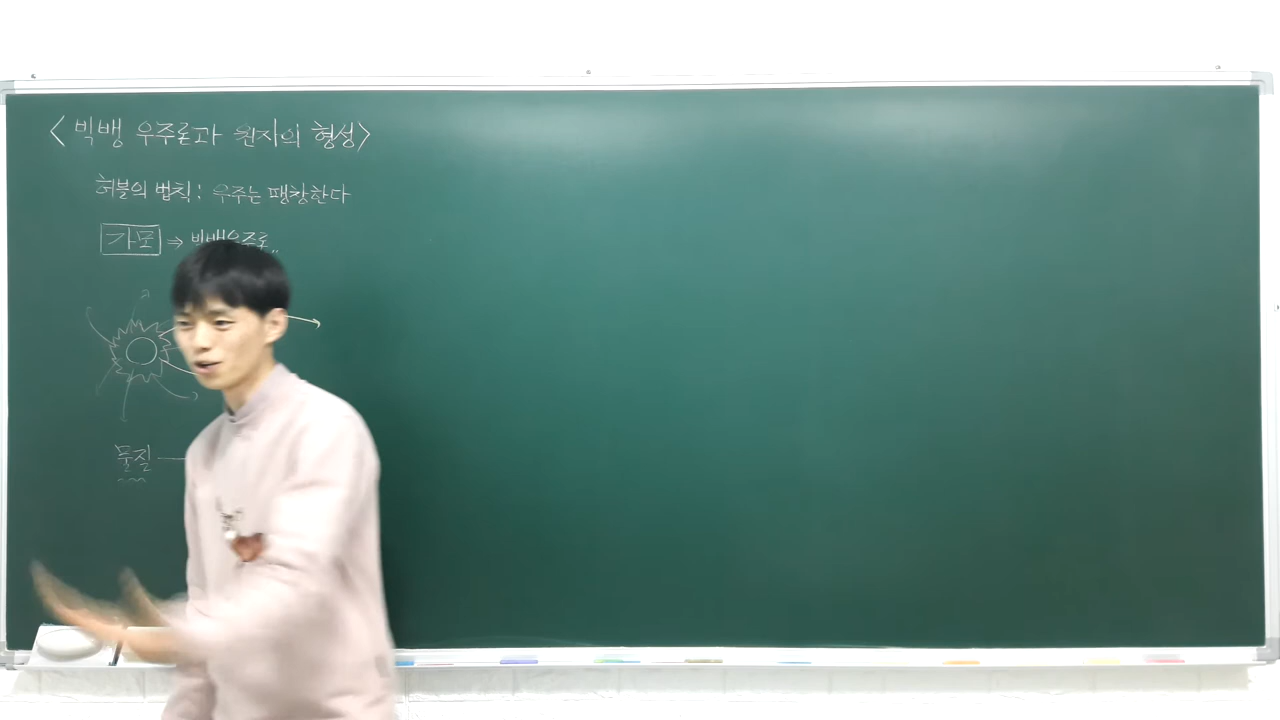 <빅뱅 우주론과 원자의 형성>
허블의 법칙: 우주는 팽창한다
가모 ⇒ 빅뱅우주론
물질